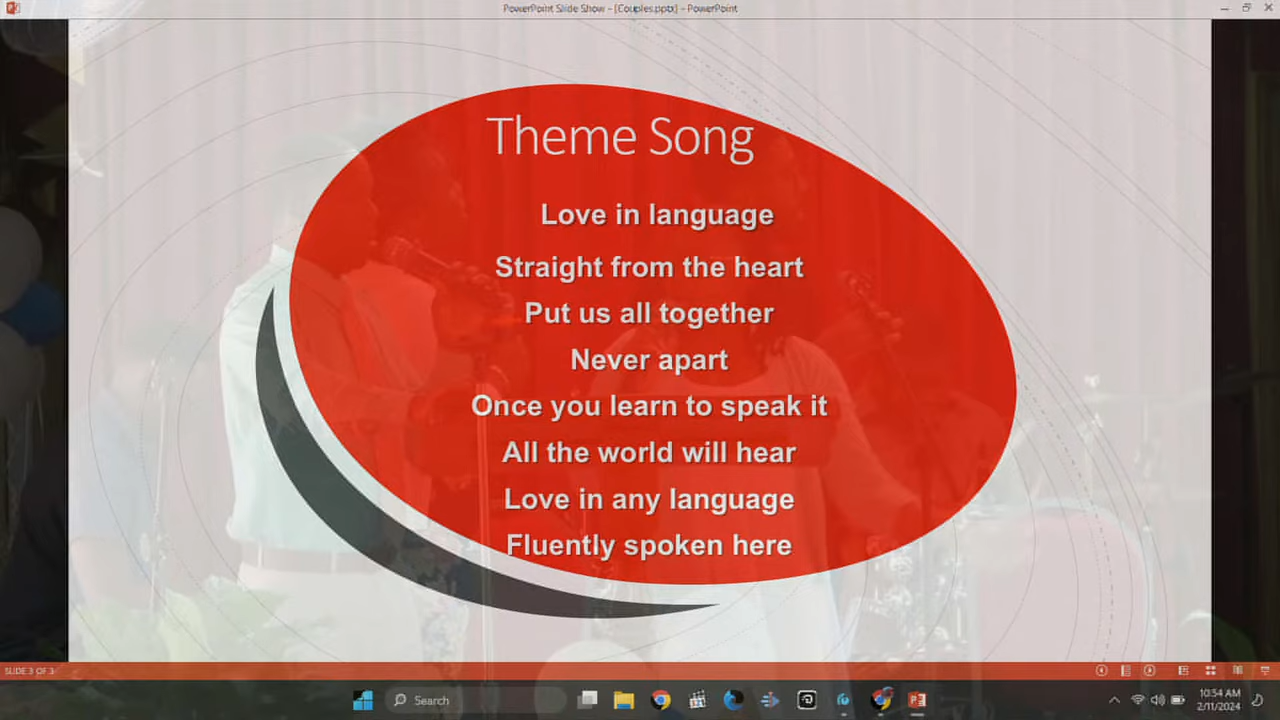 PowerPoint Slide Show - [Couples.pptx] - PowerPoint
Theme Song
Love in language
Straight from the heart
Put us all together
Never apart
Once you learn to speak it
All the world will hear
Love in any language
Fluently spoken here
SLIDE 3 OF 3
Search
10:54 AM
2/11/2024